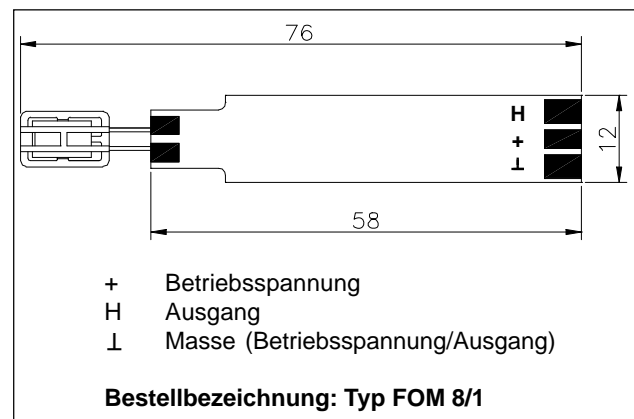 76
H
+
⊥
12
58
+ Betriebsspannung
H Ausgang
⊥ Masse (Betriebsspannung/Ausgang)
Bestellbezeichnung: Typ FOM 8/1